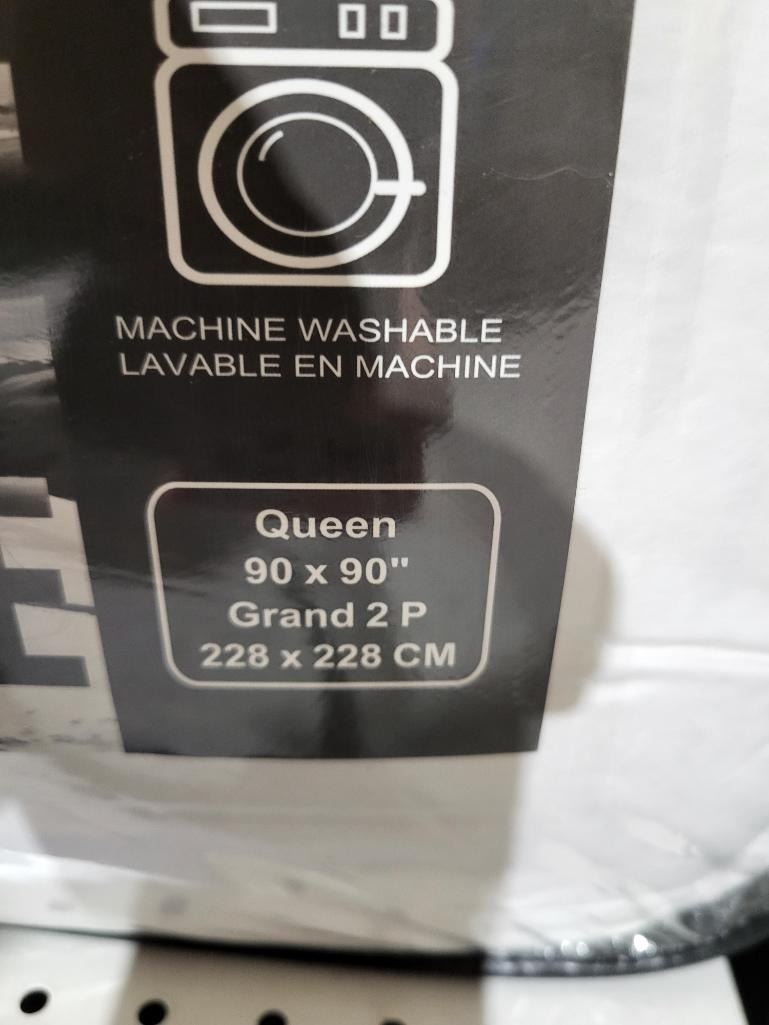 MACHINE WASHABLE
LAVABLE EN MACHINE
Queen
90 x 90"
Grand 2 P
228 x 228 CM